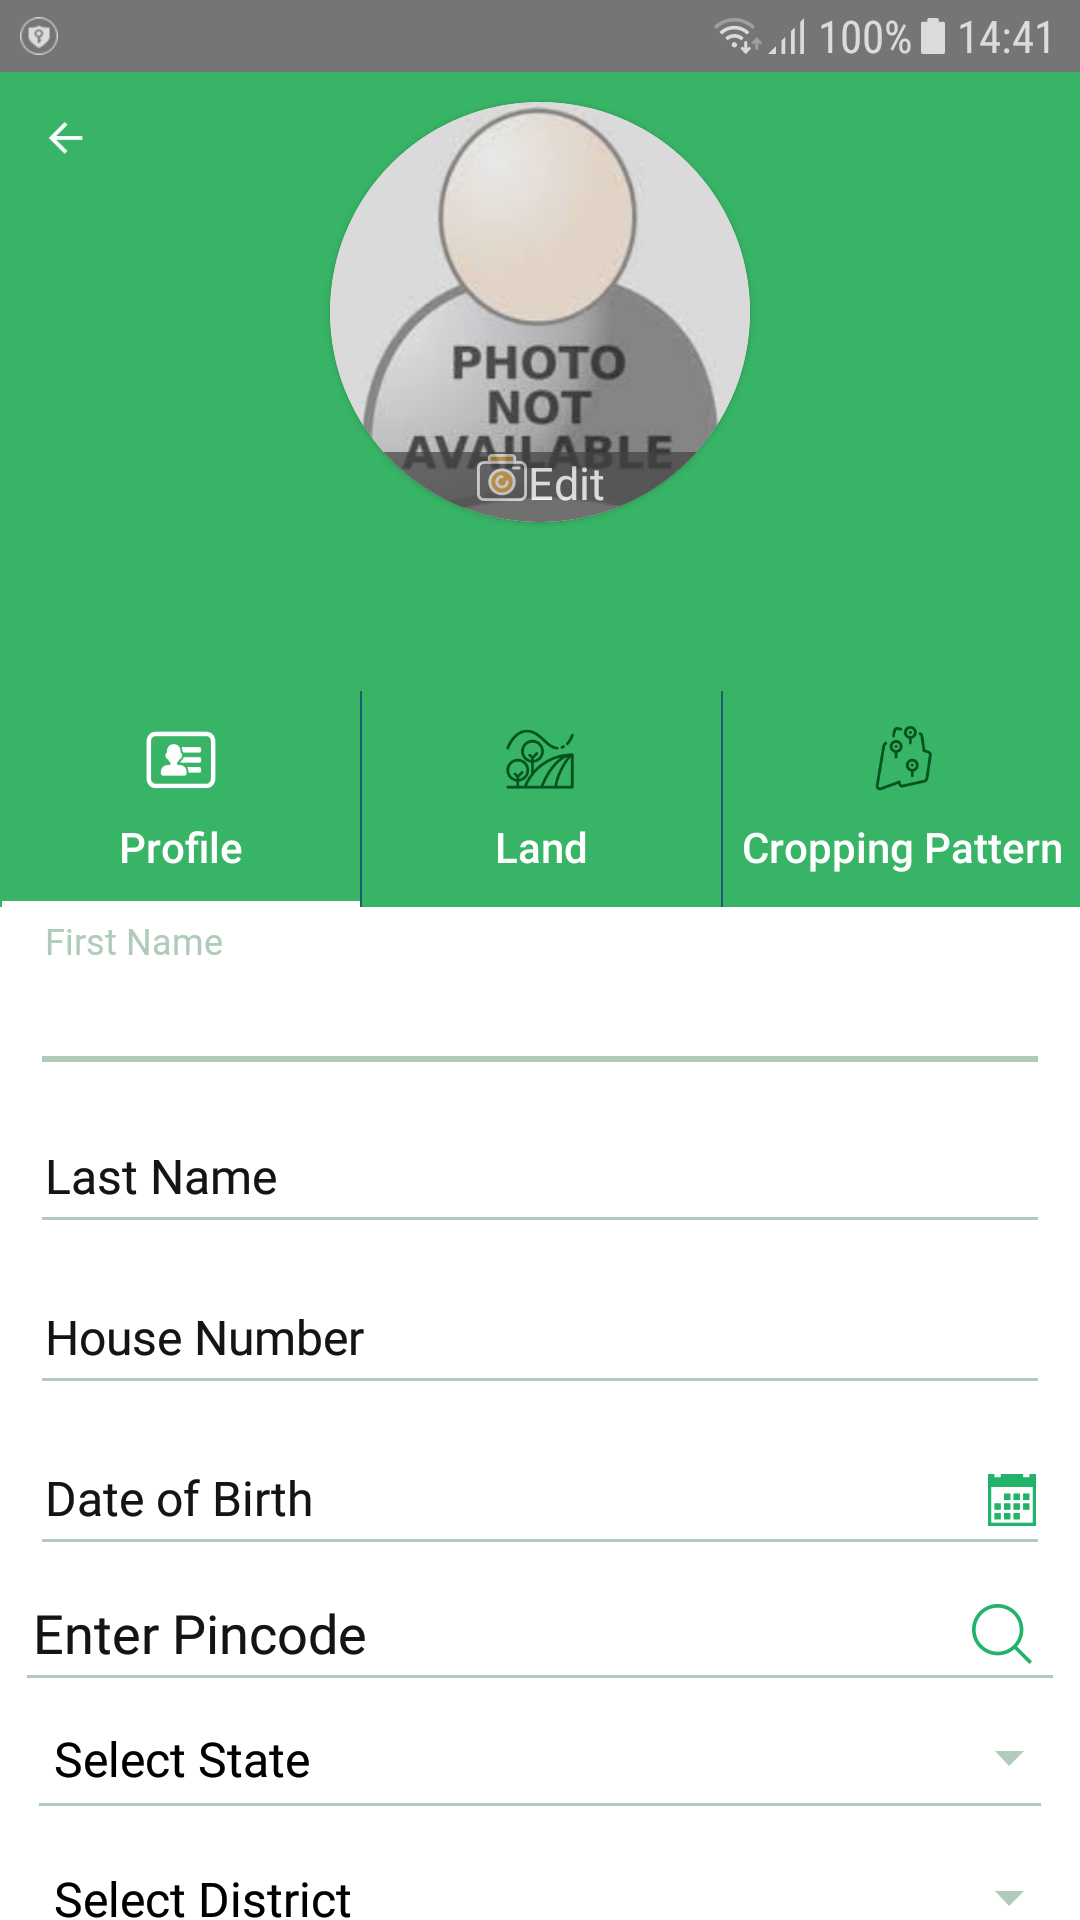 100% 14:41
PHOTO
NOT
AVAILABLE
Edit
Profile Land Cropping Pattern
First Name
Last Name
House Number
Date of Birth
Enter Pincode
Select State
Select District